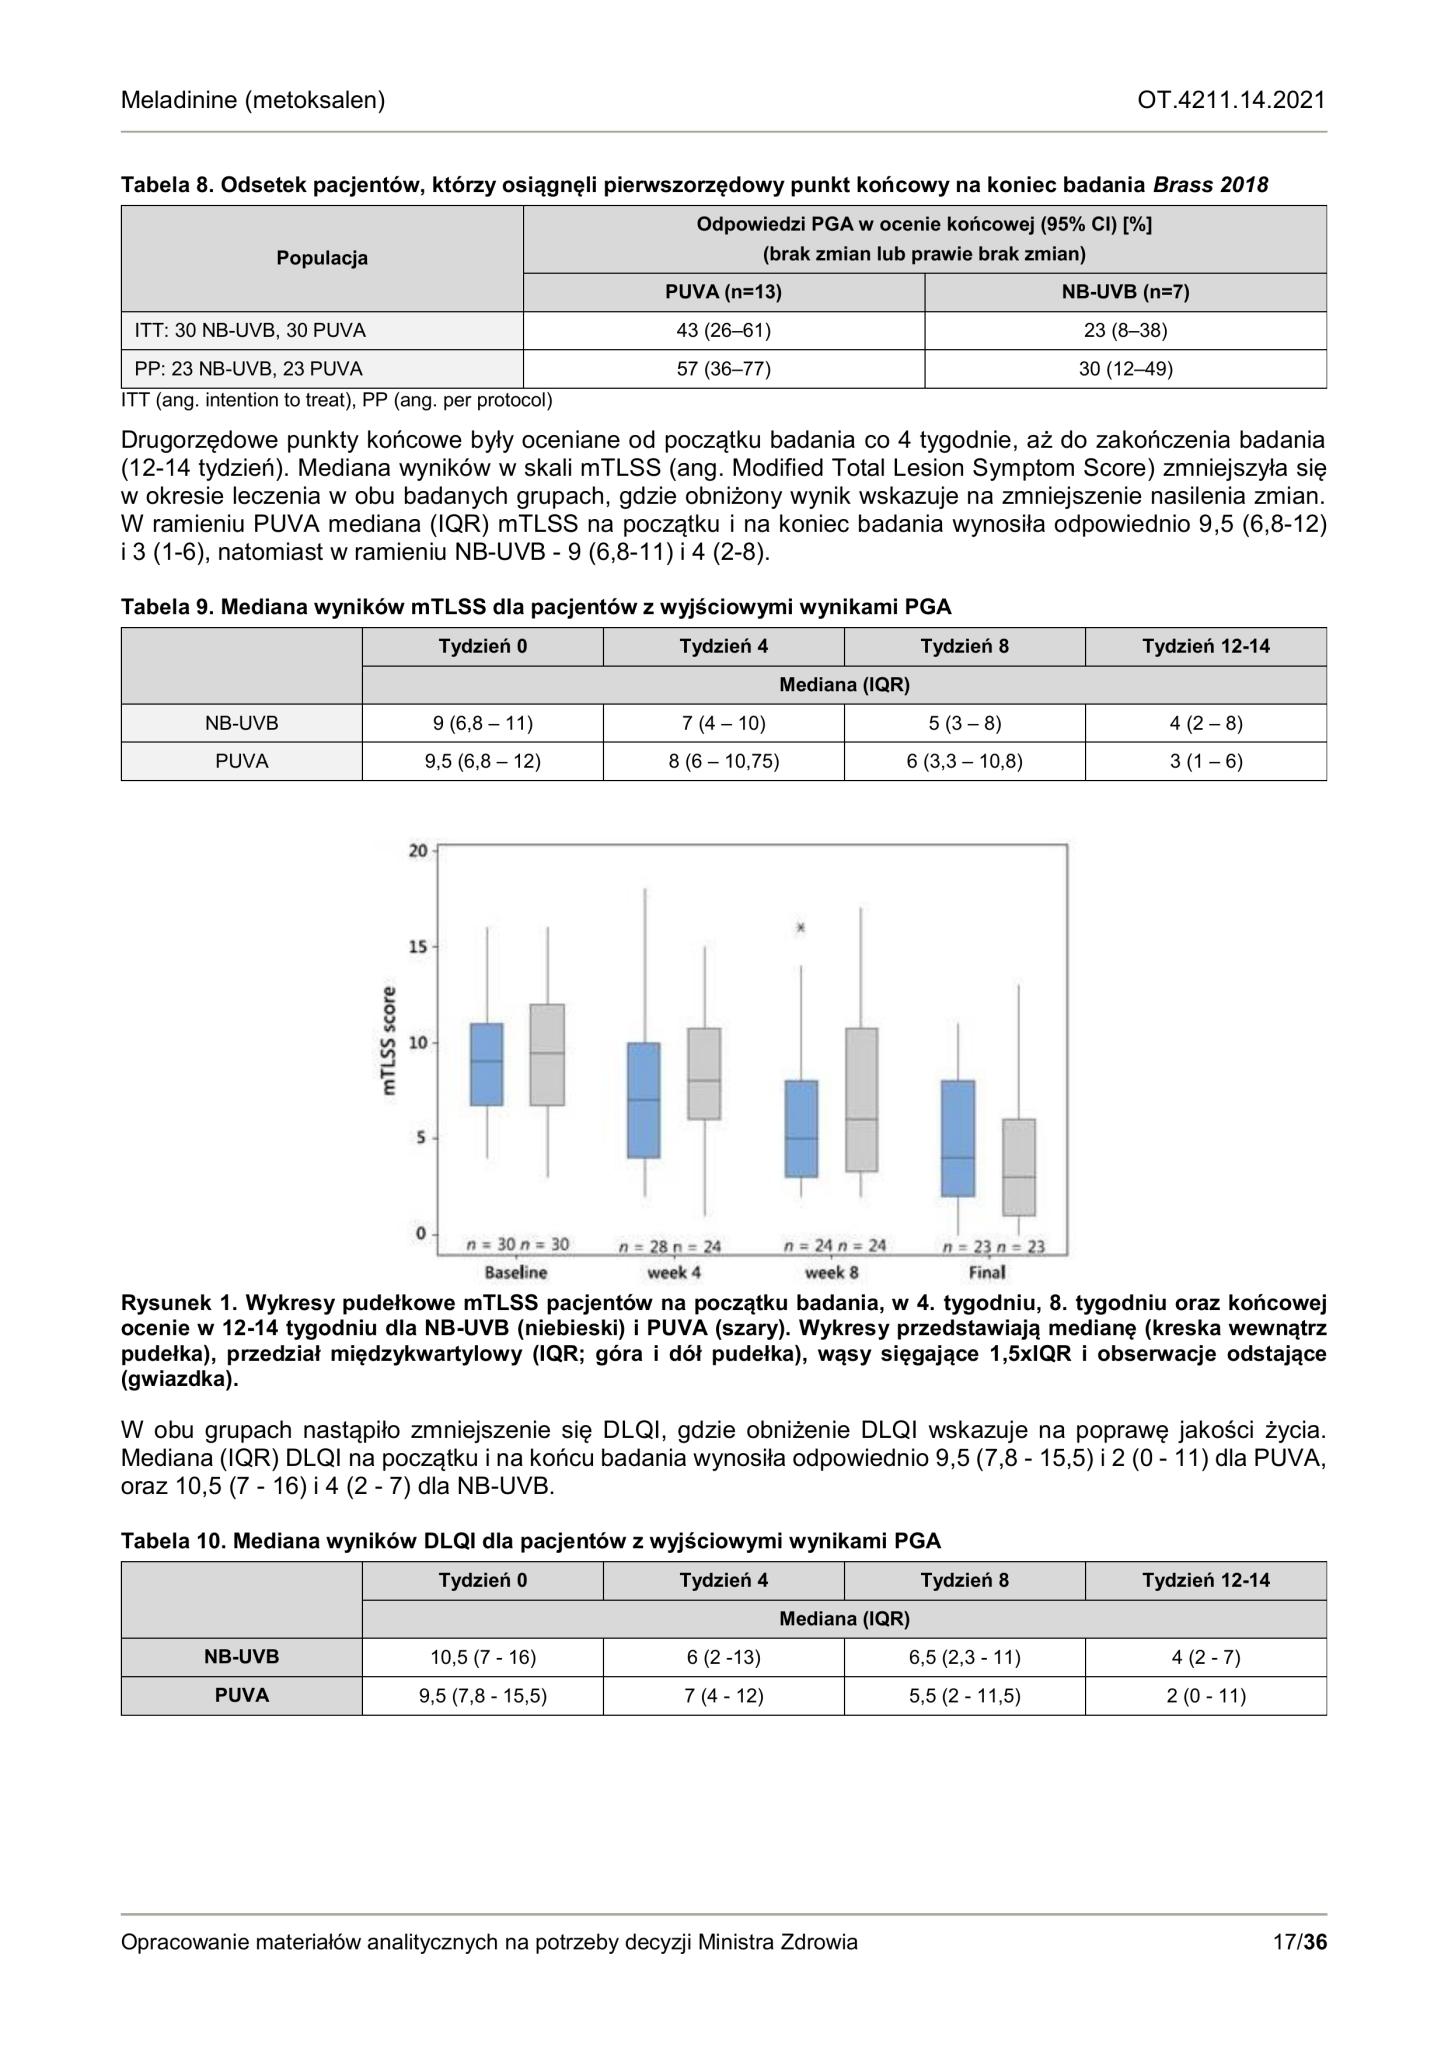 Meladinine (metoksalen) OT.4211.14.2021
Tabela 8. Odsetek pacjentów, którzy osiągnęli pierwszorzędowy punkt końcowy na koniec badania Brass 2018
Populacja
Odpowiedzi PGA w ocenie końcowej (95% CI) [%]
(brak zmian lub prawie brak zmian)
PUVA (n=13) NB-UVB (n=7)
ITT: 30 NB-UVB, 30 PUVA 43 (26–61) 23 (8–38)
PP: 23 NB-UVB, 23 PUVA 57 (36–77) 30 (12–49)
ITT (ang. intention to treat), PP (ang. per protocol)
Drugorzędowe punkty końcowe były oceniane od początku badania co 4 tygodnie, aż do zakończenia badania
(12-14 tydzień). Mediana wyników w skali mTLSS (ang. Modified Total Lesion Symptom Score) zmniejszyła się
w okresie leczenia w obu badanych grupach, gdzie obniżony wynik wskazuje na zmniejszenie nasilenia zmian.
W ramieniu PUVA mediana (IQR) mTLSS na początku i na koniec badania wynosiła odpowiednio 9,5 (6,8-12)
i 3 (1-6), natomiast w ramieniu NB-UVB - 9 (6,8-11) i 4 (2-8).
Tabela 9. Mediana wyników mTLSS dla pacjentów z wyjściowymi wynikami PGA
Tydzień 0 Tydzień 4 Tydzień 8 Tydzień 12-14
Mediana (IQR)
NB-UVB 9 (6,8 – 11) 7 (4 – 10) 5 (3 – 8) 4 (2 – 8)
PUVA 9,5 (6,8 – 12) 8 (6 – 10,75) 6 (3,3 – 10,8) 3 (1 – 6)
20
15
10
5
0
mTLSS score
*
n = 30 n = 30 n = 28 n = 24 n = 24 n = 24 n = 23 n = 23
Baseline week 4 week 8 Final
Rysunek 1. Wykresy pudełkowe mTLSS pacjentów na początku badania, w 4. tygodniu, 8. tygodniu oraz końcowej
ocenie w 12-14 tygodniu dla NB-UVB (niebieski) i PUVA (szary). Wykresy przedstawiają medianę (kreska wewnątrz
pudełka), przedział międzykwartylowy (IQR; góra i dół pudełka), wąsy sięgające 1,5xIQR i obserwacje odstające
(gwiazdka).
W obu grupach nastąpiło zmniejszenie się DLQI, gdzie obniżenie DLQI wskazuje na poprawę jakości życia.
Mediana (IQR) DLQI na początku i na końcu badania wynosiła odpowiednio 9,5 (7,8 - 15,5) i 2 (0 - 11) dla PUVA,
oraz 10,5 (7 - 16) i 4 (2 - 7) dla NB-UVB.
Tabela 10. Mediana wyników DLQI dla pacjentów z wyjściowymi wynikami PGA
Tydzień 0 Tydzień 4 Tydzień 8 Tydzień 12-14
Mediana (IQR)
NB-UVB 10,5 (7 - 16) 6 (2 -13) 6,5 (2,3 - 11) 4 (2 - 7)
PUVA 9,5 (7,8 - 15,5) 7 (4 - 12) 5,5 (2 - 11,5) 2 (0 - 11)
Opracowanie materiałów analitycznych na potrzeby decyzji Ministra Zdrowia 17/36